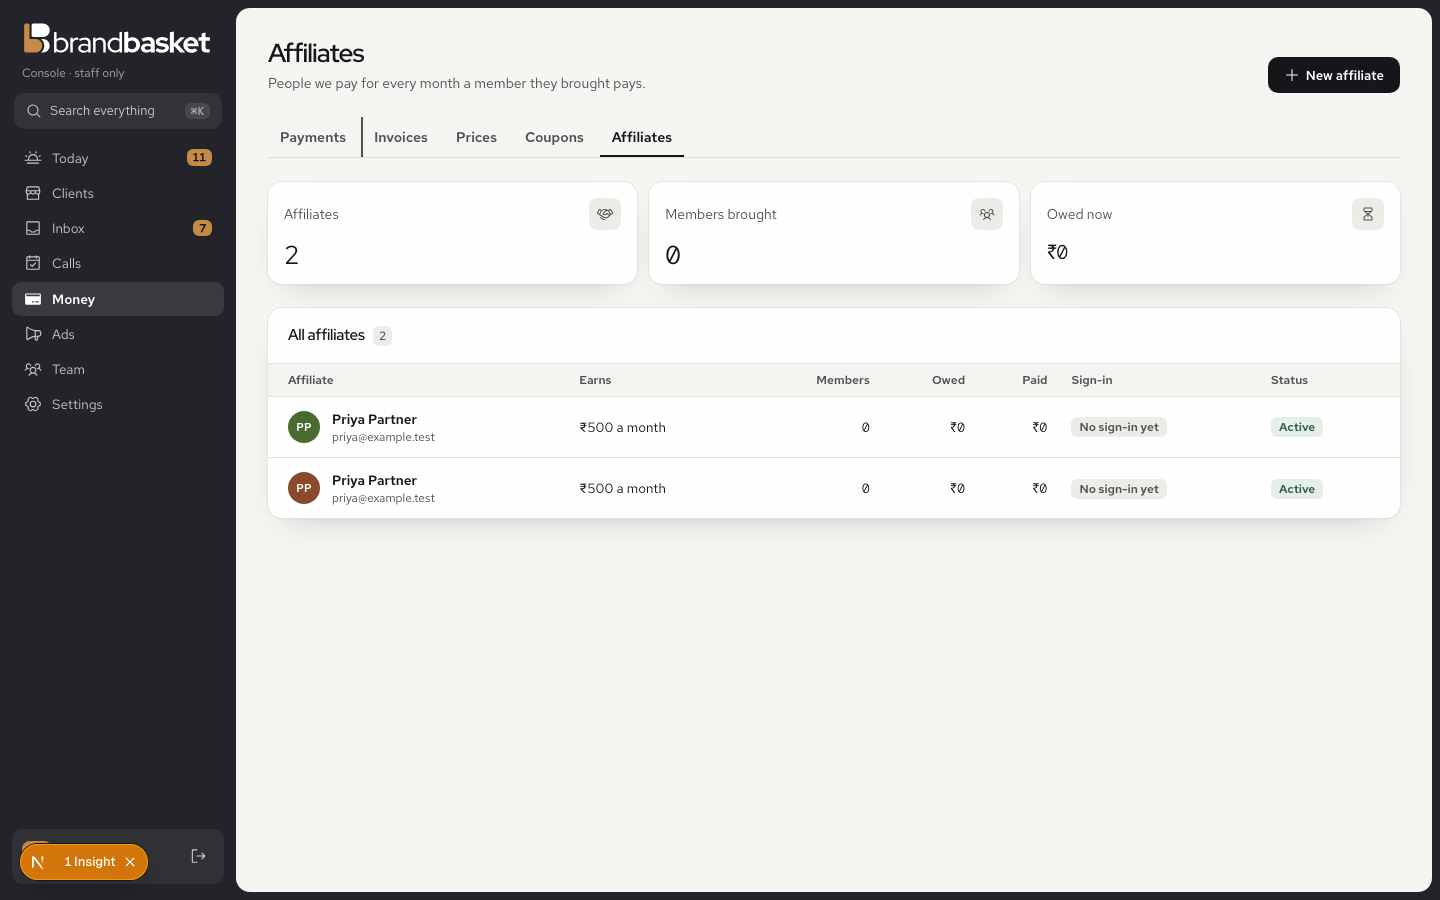 brandbasket
Console · staff only
Search everything ⌘K
Today 11
Clients
Inbox 7
Calls
Money
Ads
Team
Settings
1 Insight
Affiliates
People we pay for every month a member they brought pays.
New affiliate
Payments Invoices Prices Coupons Affiliates
Affiliates Members brought Owed now
2 0 ₹0
All affiliates 2
Affiliate Earns Members Owed Paid Sign-in Status
PP Priya Partner ₹500 a month 0 ₹0 ₹0 No sign-in yet Active
priya@example.test
PP Priya Partner ₹500 a month 0 ₹0 ₹0 No sign-in yet Active
priya@example.test